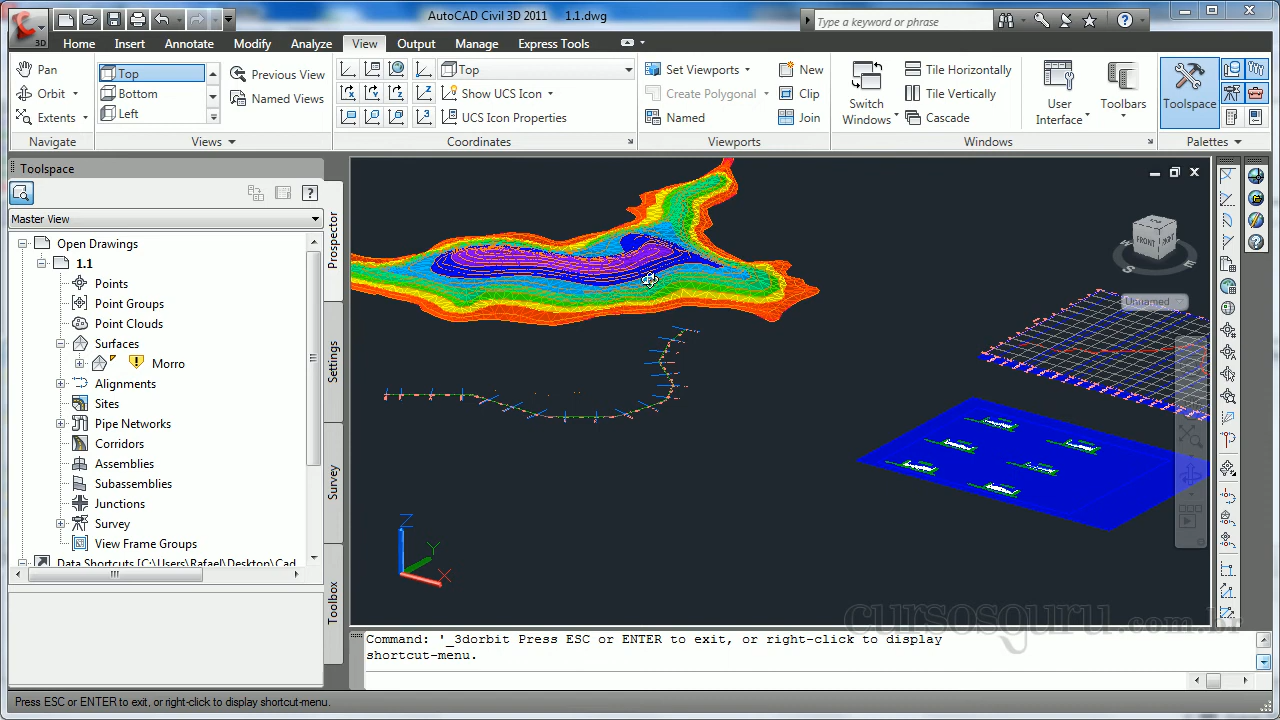 AutoCAD Civil 3D 2011 1.1.dwg
Type a keyword or phrase
3D
Home Insert Annotate Modify Analyze View Output Manage Express Tools
Pan
Orbit
Extents
Navigate
Top
Bottom
Left
Previous View
Named Views
Views
Top
Show UCS Icon
UCS Icon Properties
Coordinates
Set Viewports
Create Polygonal
Named
New
Clip
Join
Viewports
Switch
Windows
Tile Horizontally
Tile Vertically
Cascade
User
Interface
Toolbars
Windows
Toolspace
Palettes
Toolspace
Master View
Open Drawings
1.1
Points
Point Groups
Point Clouds
Surfaces
Morro
Alignments
Sites
Pipe Networks
Corridors
Assemblies
Subassemblies
Junctions
Survey
View Frame Groups
Data Shortcuts [C:\Users\Rafael\Desktop\Cad
Prospector
Settings
Survey
Toolbox
FRONT
S
E
Unnamed
Z
Y
X
cursosguru.com.br
Command: '_3dorbit Press ESC or ENTER to exit, or right-click to display
shortcut-menu.
Press ESC or ENTER to exit, or right-click to display shortcut-menu.